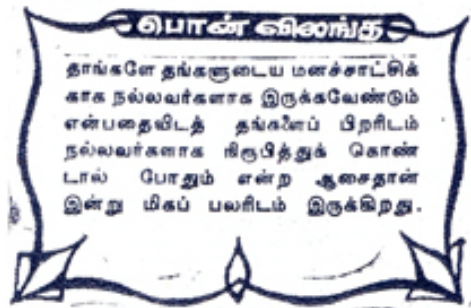 பொன் விலங்கு
தாங்களே தங்களுடைய மனச்சாட்சிக்
காக நல்லவர்களாக இருக்கவேண்டும்
என்பதைவிடத் தங்களைப் பிறரிடம்
நல்லவர்களாக நிரூபித்துக் கொண்
டால் போதும் என்ற ஆசைதான்
இன்று மிகப் பலரிடம் இருக்கிறது.